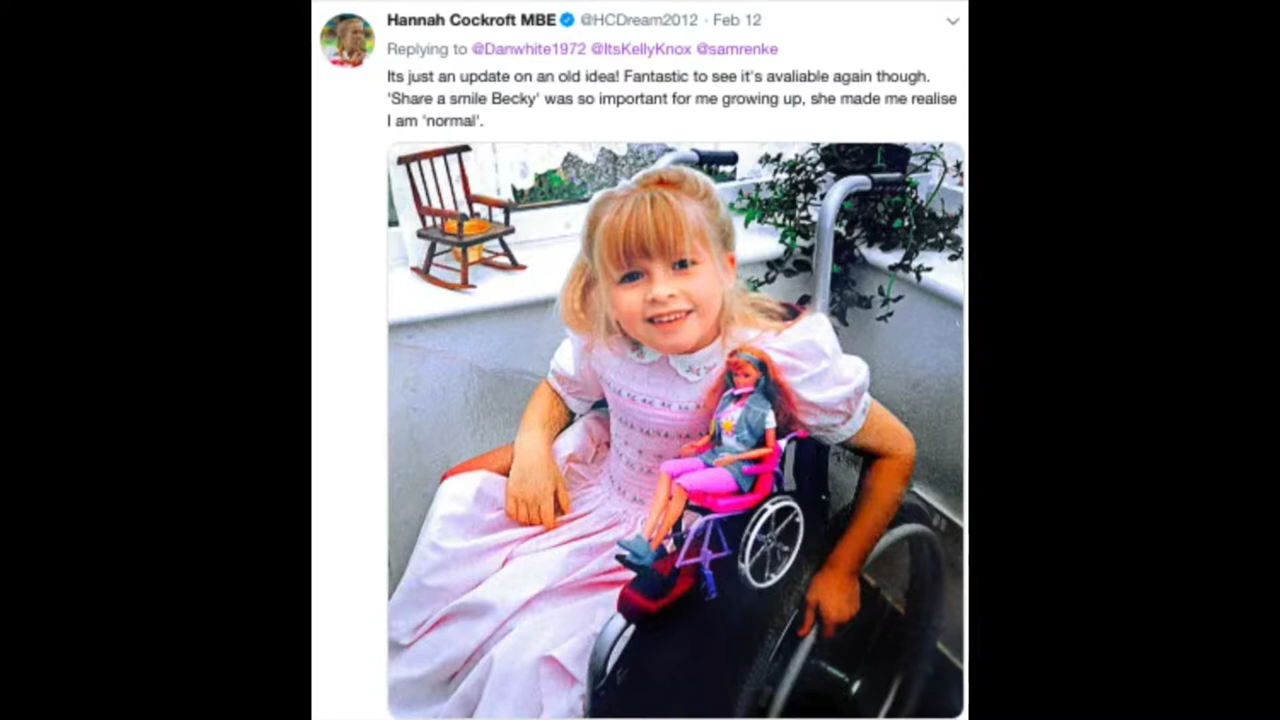 Hannah Cockroft MBE @HCDream2012 · Feb 12
Replying to @Danwhite1972 @ItsKellyKnox @samrenke
Its just an update on an old idea! Fantastic to see it's avaliable again though.
'Share a smile Becky' was so important for me growing up, she made me realise
I am 'normal'.